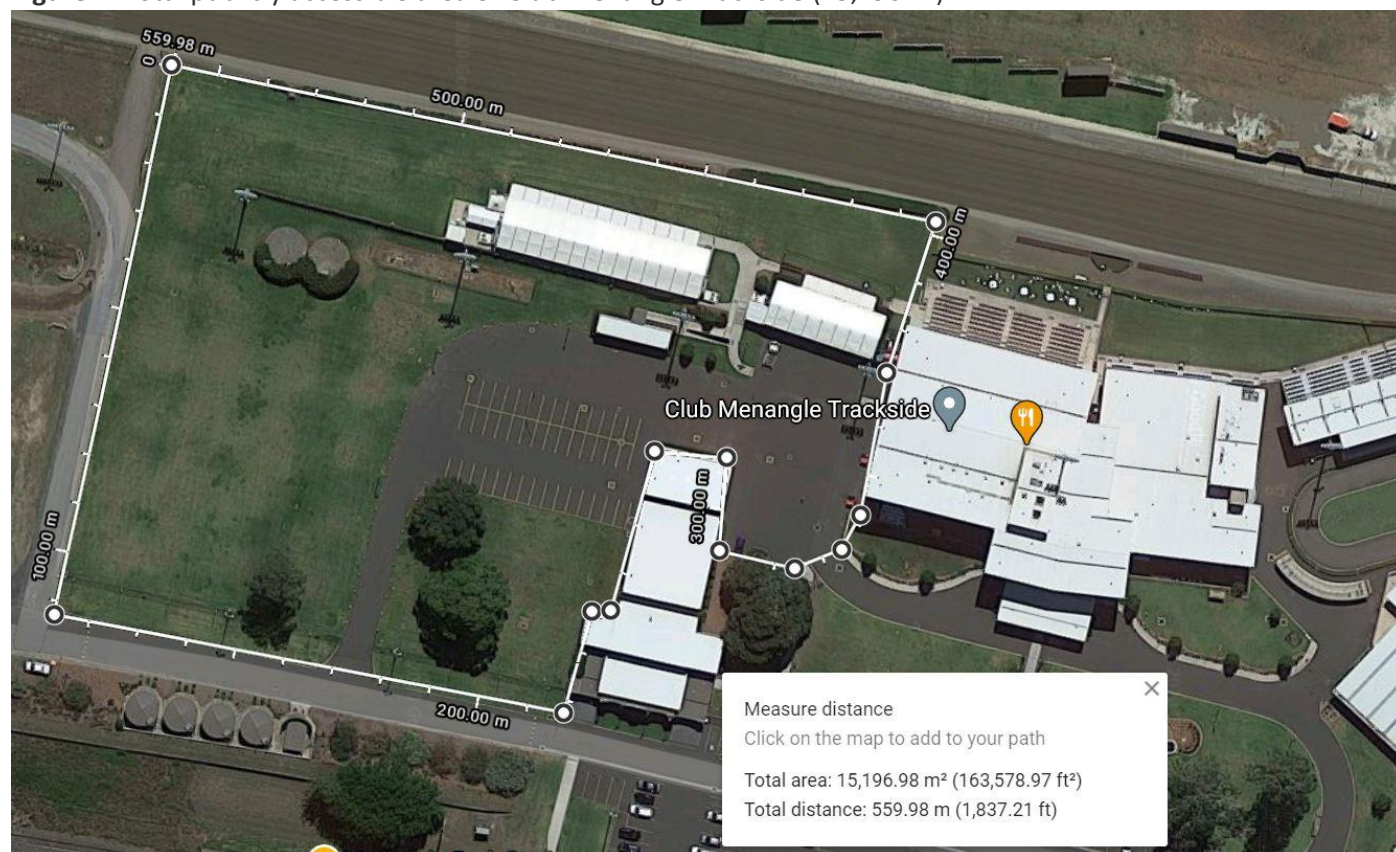 559.98 m
0
500.00 m
400.00 m
Club Menangle Trackside
300.00 m
100.00 m
200.00 m
Measure distance
Click on the map to add to your path
Total area: 15,196.98 m² (163,578.97 ft²)
Total distance: 559.98 m (1,837.21 ft)